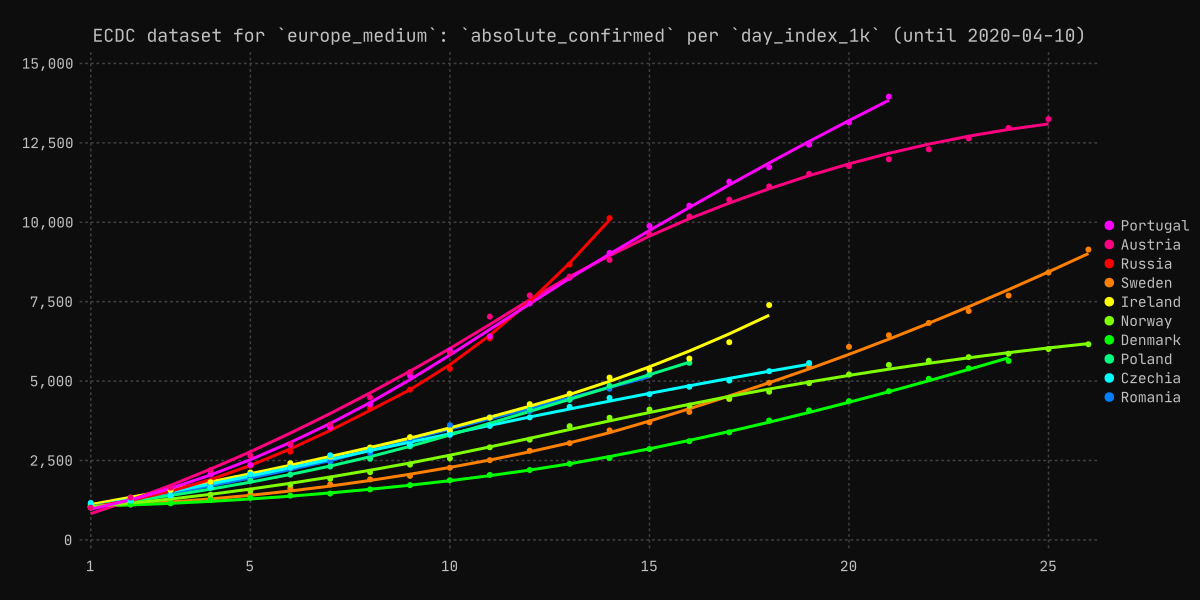 ECDC dataset for `europe_medium`: `absolute_confirmed` per `day_index_1k` (until 2020-04-10)
15,000
12,500
10,000
7,500
5,000
2,500
0
1 5 10 15 20 25
Portugal
Austria
Russia
Sweden
Ireland
Norway
Denmark
Poland
Czechia
Romania